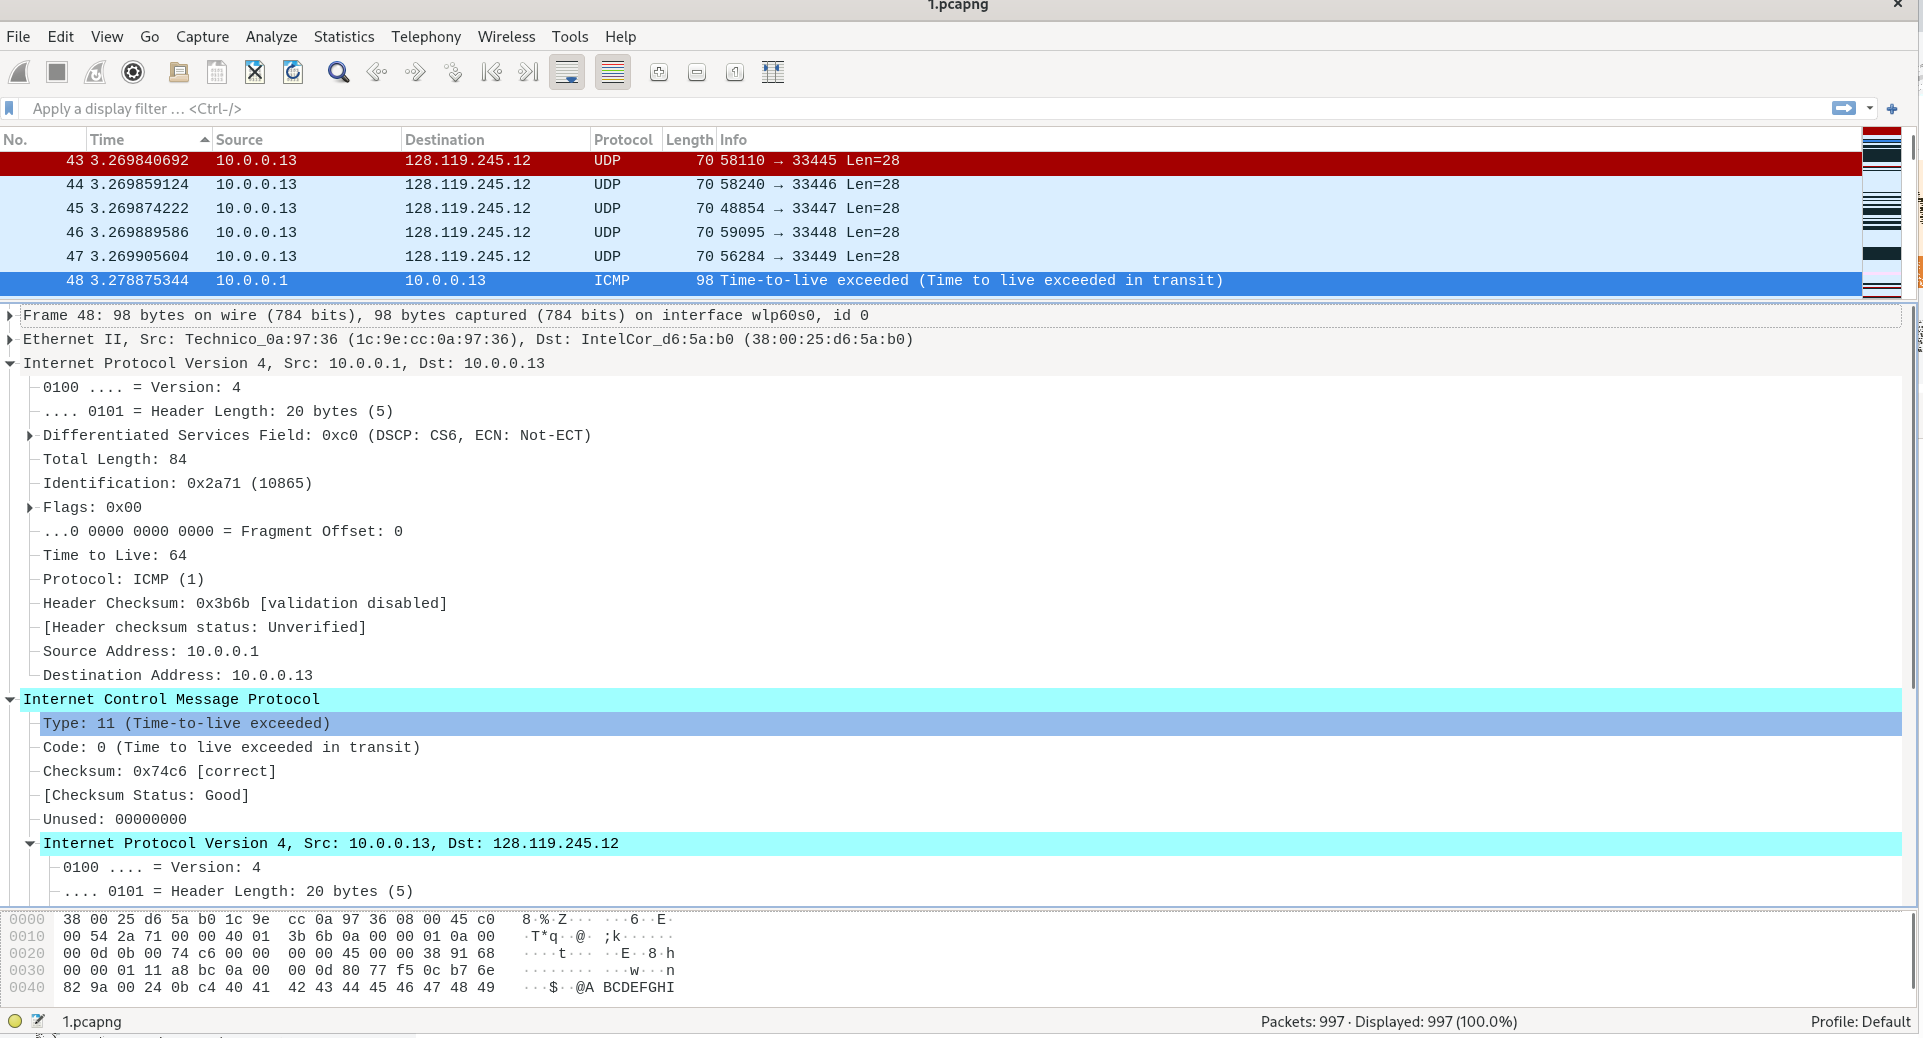 1.pcapng ×
File Edit View Go Capture Analyze Statistics Telephony Wireless Tools Help
Apply a display filter … <Ctrl-/>
No. Time Source Destination Protocol Length Info
43 3.269840692 10.0.0.13 128.119.245.12 UDP 70 58110 → 33445 Len=28
44 3.269859124 10.0.0.13 128.119.245.12 UDP 70 58240 → 33446 Len=28
45 3.269874222 10.0.0.13 128.119.245.12 UDP 70 48854 → 33447 Len=28
46 3.269889586 10.0.0.13 128.119.245.12 UDP 70 59095 → 33448 Len=28
47 3.269905604 10.0.0.13 128.119.245.12 UDP 70 56284 → 33449 Len=28
48 3.278875344 10.0.0.1 10.0.0.13 ICMP 98 Time-to-live exceeded (Time to live exceeded in transit)
Frame 48: 98 bytes on wire (784 bits), 98 bytes captured (784 bits) on interface wlp60s0, id 0
Ethernet II, Src: Technico_0a:97:36 (1c:9e:cc:0a:97:36), Dst: IntelCor_d6:5a:b0 (38:00:25:d6:5a:b0)
Internet Protocol Version 4, Src: 10.0.0.1, Dst: 10.0.0.13
0100 .... = Version: 4
.... 0101 = Header Length: 20 bytes (5)
Differentiated Services Field: 0xc0 (DSCP: CS6, ECN: Not-ECT)
Total Length: 84
Identification: 0x2a71 (10865)
Flags: 0x00
...0 0000 0000 0000 = Fragment Offset: 0
Time to Live: 64
Protocol: ICMP (1)
Header Checksum: 0x3b6b [validation disabled]
[Header checksum status: Unverified]
Source Address: 10.0.0.1
Destination Address: 10.0.0.13
Internet Control Message Protocol
Type: 11 (Time-to-live exceeded)
Code: 0 (Time to live exceeded in transit)
Checksum: 0x74c6 [correct]
[Checksum Status: Good]
Unused: 00000000
Internet Protocol Version 4, Src: 10.0.0.13, Dst: 128.119.245.12
0100 .... = Version: 4
.... 0101 = Header Length: 20 bytes (5)
0000 38 00 25 d6 5a b0 1c 9e cc 0a 97 36 08 00 45 c0 8·%·Z··· ···6··E·
0010 00 54 2a 71 00 00 40 01 3b 6b 0a 00 00 01 0a 00 ·T*q··@· ;k······
0020 00 0d 0b 00 74 c6 00 00 00 00 45 00 00 38 91 68 ····t··· ··E··8·h
0030 00 00 01 11 a8 bc 0a 00 00 0d 80 77 f5 0c b7 6e ········ ···w···n
0040 82 9a 00 24 0b c4 40 41 42 43 44 45 46 47 48 49 ···$··@A BCDEFGHI
1.pcapng Packets: 997 · Displayed: 997 (100.0%) Profile: Default